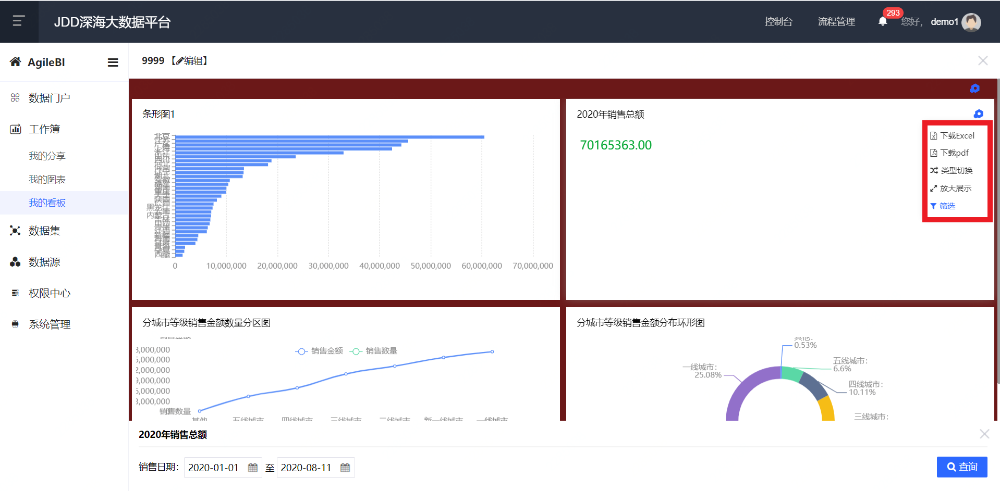 JDD深海大数据平台
控制台
流程管理
293
您好,
demo1
AgileBI
数据门户
工作簿
我的分享
我的图表
我的看板
数据集
数据源
权限中心
系统管理
9999 【编辑】
条形图1
北京
江苏
黑龙江
内蒙古
西藏
0
10,000,000
20,000,000
30,000,000
40,000,000
50,000,000
60,000,000
70,000,000
2020年销售总额
70165363.00
下载Excel
下载pdf
类型切换
放大展示
筛选
分城市等级销售金额数量分区图
销售金额
销售金额
销售数量
3,000,000
5,000,000
2,000,000
9,000,000
6,000,000
3,000,000
销售数量
其他
五线城市
四线城市
三线城市
二线城市
新一线城市
一线城市
分城市等级销售金额分布环形图
其他:
0.53%
五线城市:
6.6%
一线城市:
25.08%
四线城市:
10.11%
三线城市:
2020年销售总额
销售日期: 2020-01-01 至 2020-08-11
查询